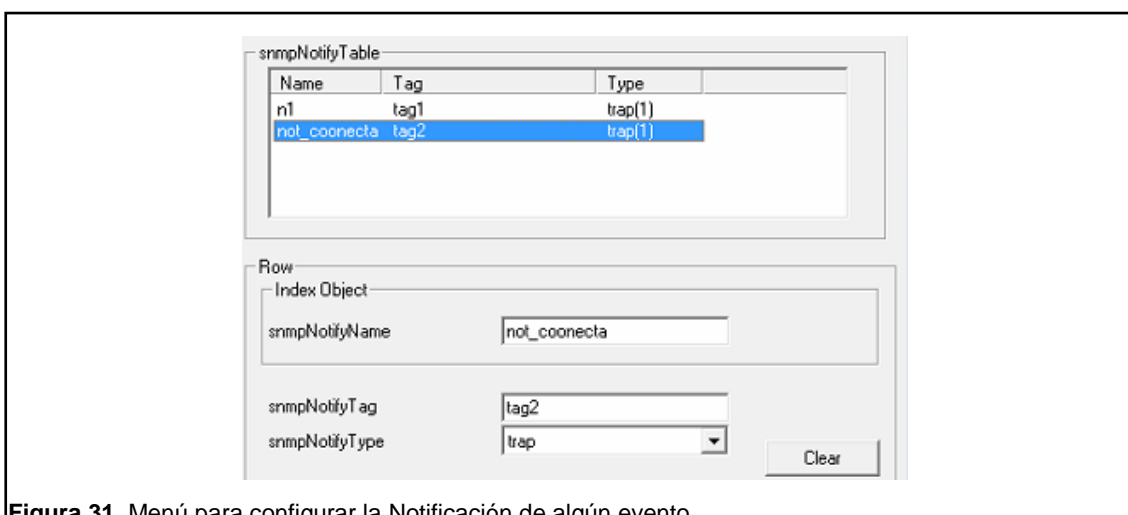 snmpNotifyTable
Name Tag Type
n1 tag1 trap(1)
not_coonecta tag2 trap(1)
Row
Index Object
snmpNotifyName not_coonecta
snmpNotifyTag tag2
snmpNotifyType trap
Clear
Figura 31. Menú para configurar la Notificación de algún evento